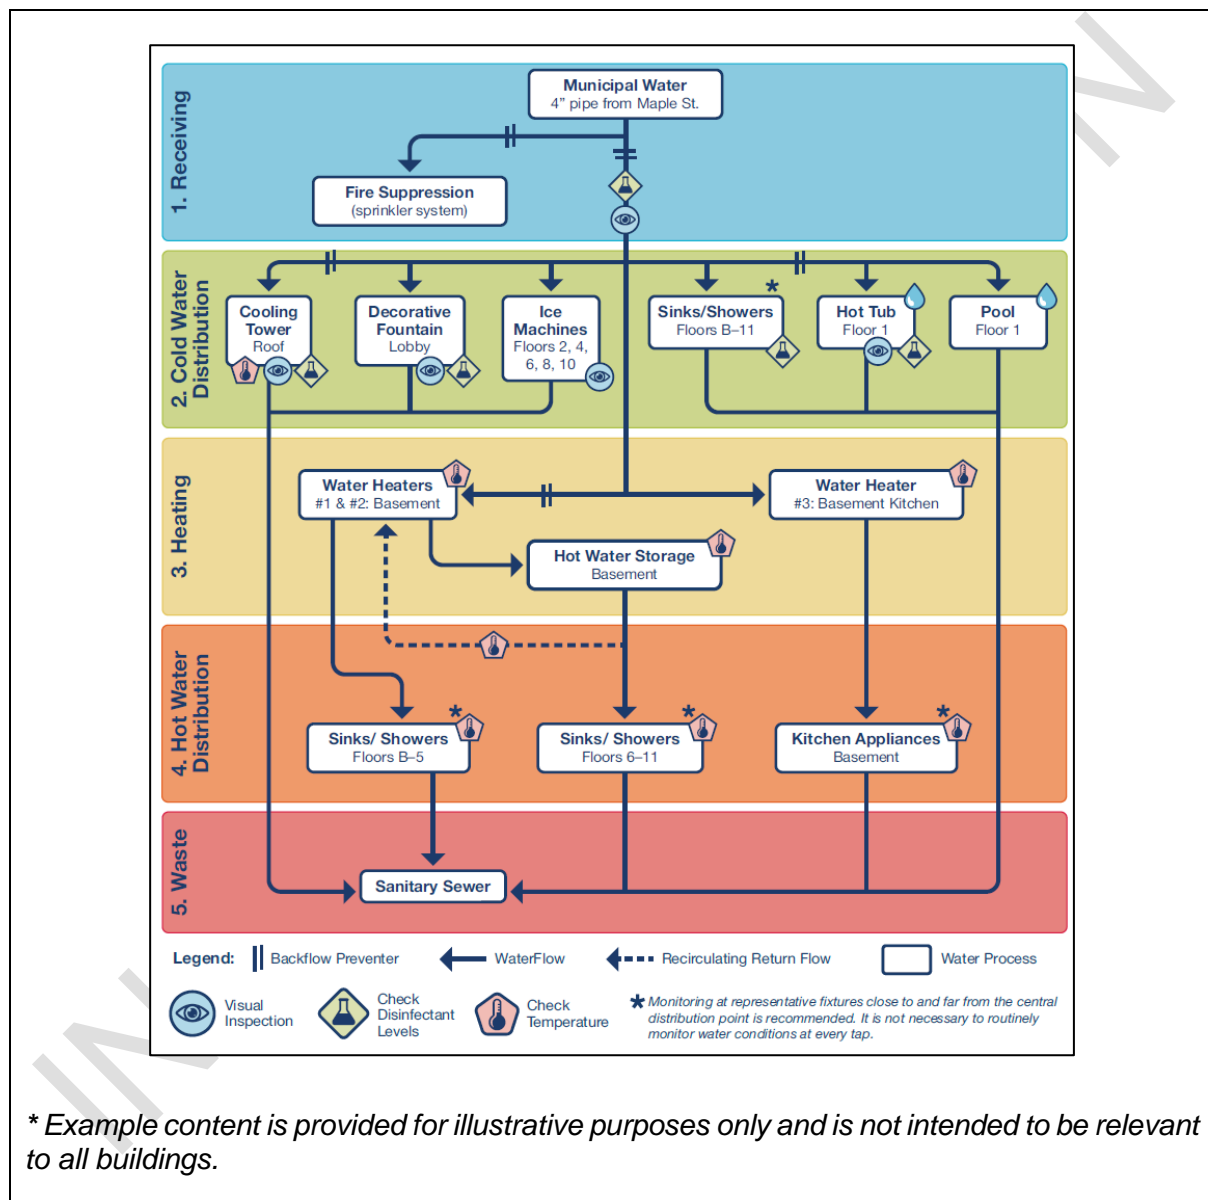 1. Receiving
Municipal Water
4” pipe from Maple St.
Fire Suppression
(sprinkler system)
2. Cold Water
Distribution
Cooling
Tower
Roof
Decorative
Fountain
Lobby
Ice
Machines
Floors 2, 4,
6, 8, 10
*
Sinks/Showers
Floors B–11
Hot Tub
Floor 1
Pool
Floor 1
3. Heating
Water Heaters
#1 & #2: Basement
Water Heater
#3: Basement Kitchen
Hot Water Storage
Basement
4. Hot Water
Distribution
*
Sinks/ Showers
Floors B–5
*
Sinks/ Showers
Floors 6–11
*
Kitchen Appliances
Basement
5. Waste
Sanitary Sewer
Legend: Backflow Preventer WaterFlow Recirculating Return Flow Water Process
Visual
Inspection
Check
Disinfectant
Levels
Check
Temperature
* Monitoring at representative fixtures close to and far from the central
distribution point is recommended. It is not necessary to routinely
monitor water conditions at every tap.
* Example content is provided for illustrative purposes only and is not intended to be relevant
to all buildings.